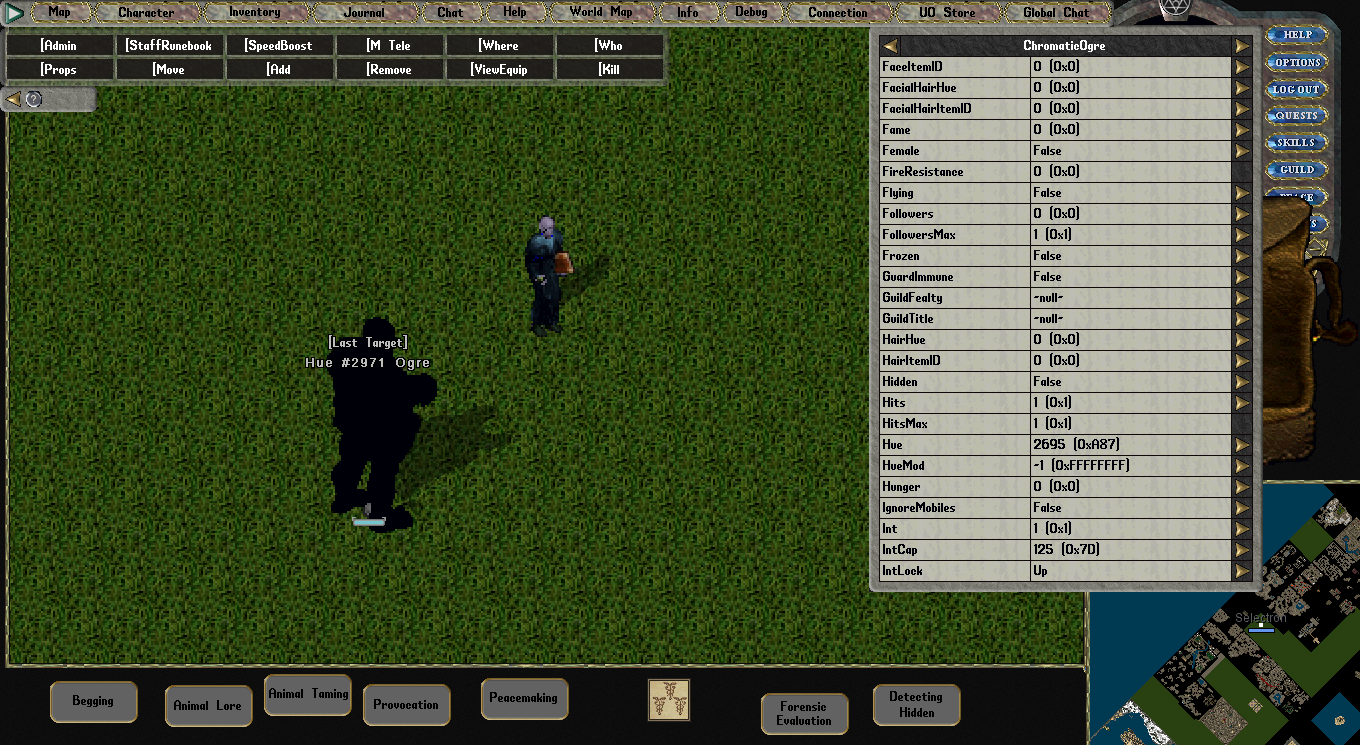 Map Character Inventory Journal Chat Help World Map Info Debug Connection UO Store Global Chat
[Admin [StaffRunebook [SpeedBoost [M Tele [Where [Who
[Props [Move [Add [Remove [ViewEquip [Kill
?
ChromaticOgre
FaceItemID 0 (0x0)
FacialHairHue 0 (0x0)
FacialHairItemID 0 (0x0)
Fame 0 (0x0)
Female False
FireResistance 0 (0x0)
Flying False
Followers 0 (0x0)
FollowersMax 1 (0x1)
Frozen False
GuardImmune False
GuildFealty -null-
GuildTitle -null-
HairHue 0 (0x0)
HairItemID 0 (0x0)
Hidden False
Hits 1 (0x1)
HitsMax 1 (0x1)
Hue 2695 (0xA87)
HueMod -1 (0xFFFFFFFF)
Hunger 0 (0x0)
IgnoreMobiles False
Int 1 (0x1)
IntCap 125 (0x7D)
IntLock Up
HELP
OPTIONS
LOG OUT
QUESTS
SKILLS
GUILD
[Last Target]
Hue #2971 Ogre
Selectron
Begging
Animal Lore
Animal Taming
Provocation
Peacemaking
Forensic
Evaluation
Detecting
Hidden